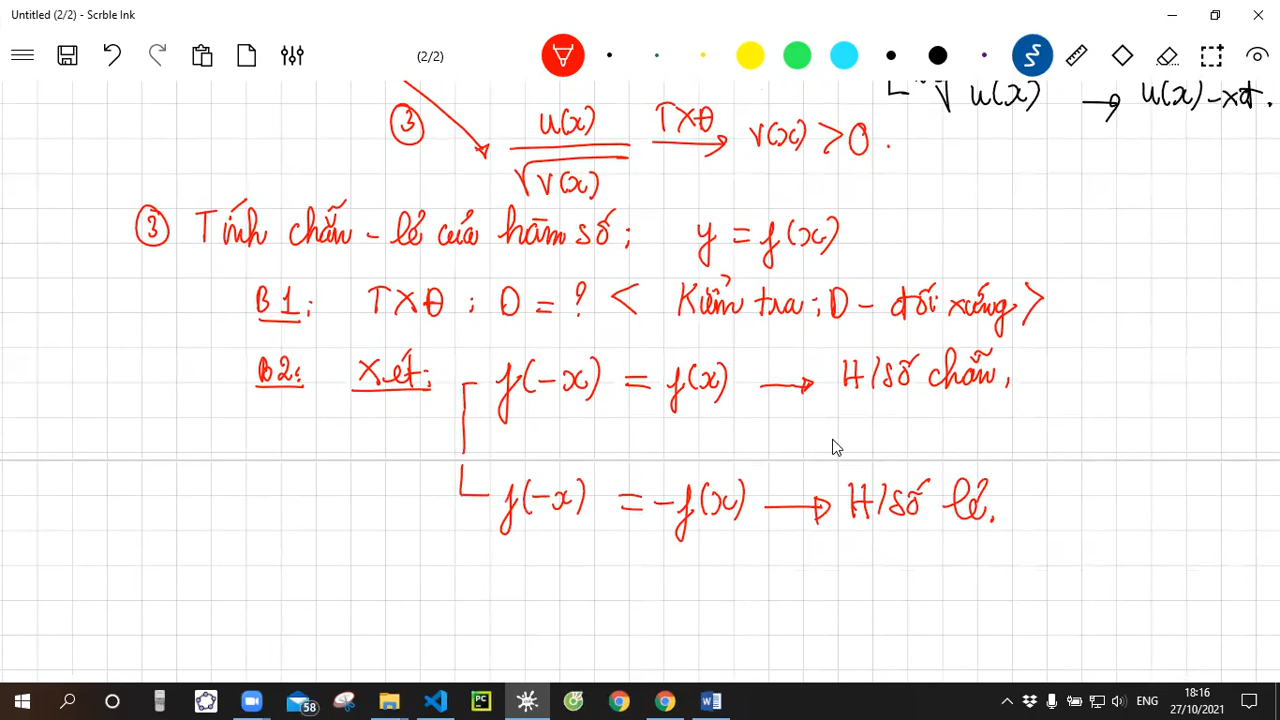 Untitled (2/2) - Scrble Ink
(2/2)
√u(x) → u(x) - xđ.
③ u(x) / √v(x) TXĐ → v(x) > 0.
③ Tính chẵn - lẻ của hàm số: y = f(x)
B1: TXĐ: D = ? < Kiểm tra: D - đối xứng >
B2: Xét: f(-x) = f(x) → H/số chẵn,
f(-x) = -f(x) → H/số lẻ.
58
ENG
18:16
27/10/2021